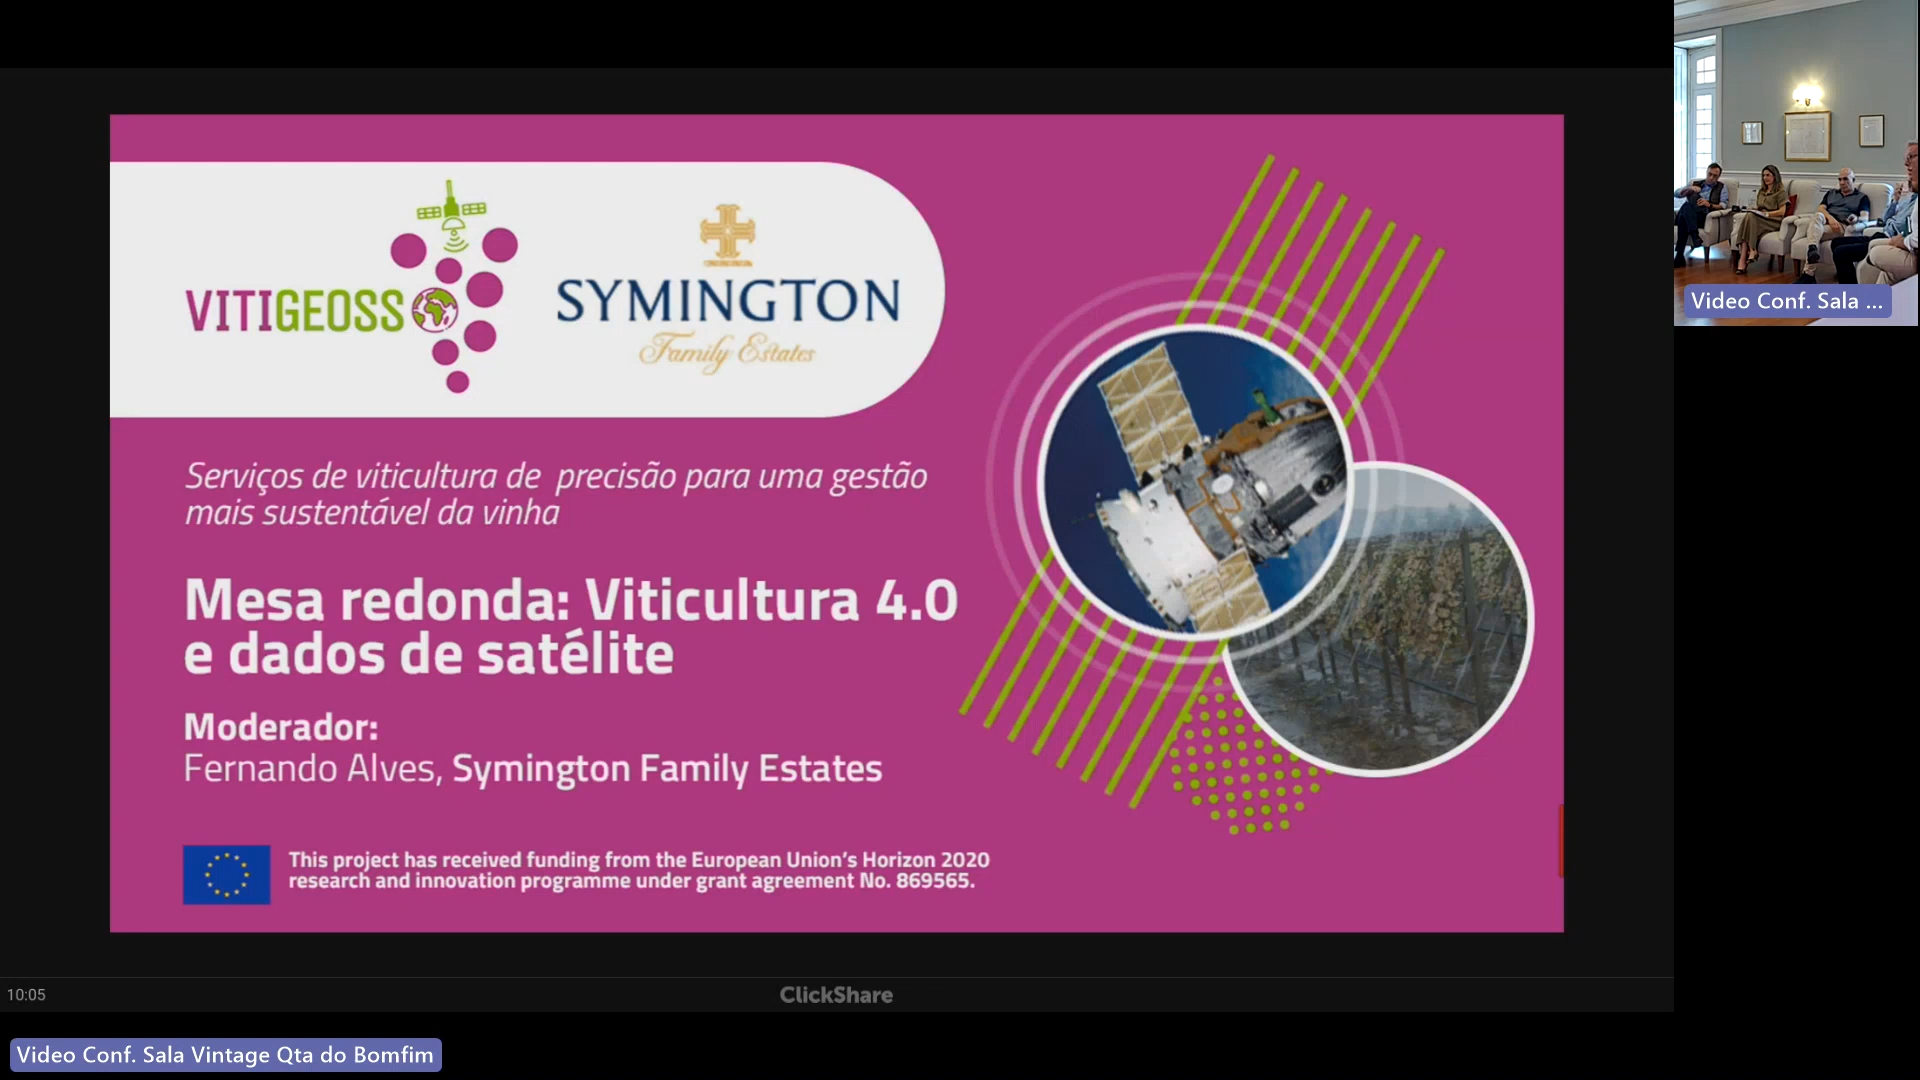 VITIGEOSS
SYMINGTON
Family Estates
Serviços de viticultura de precisão para uma gestão
mais sustentável da vinha
Mesa redonda: Viticultura 4.0
e dados de satélite
Moderador:
Fernando Alves, Symington Family Estates
This project has received funding from the European Union's Horizon 2020
research and innovation programme under grant agreement No. 869565.
Video Conf. Sala ...
10:05
ClickShare
Video Conf. Sala Vintage Qta do Bomfim